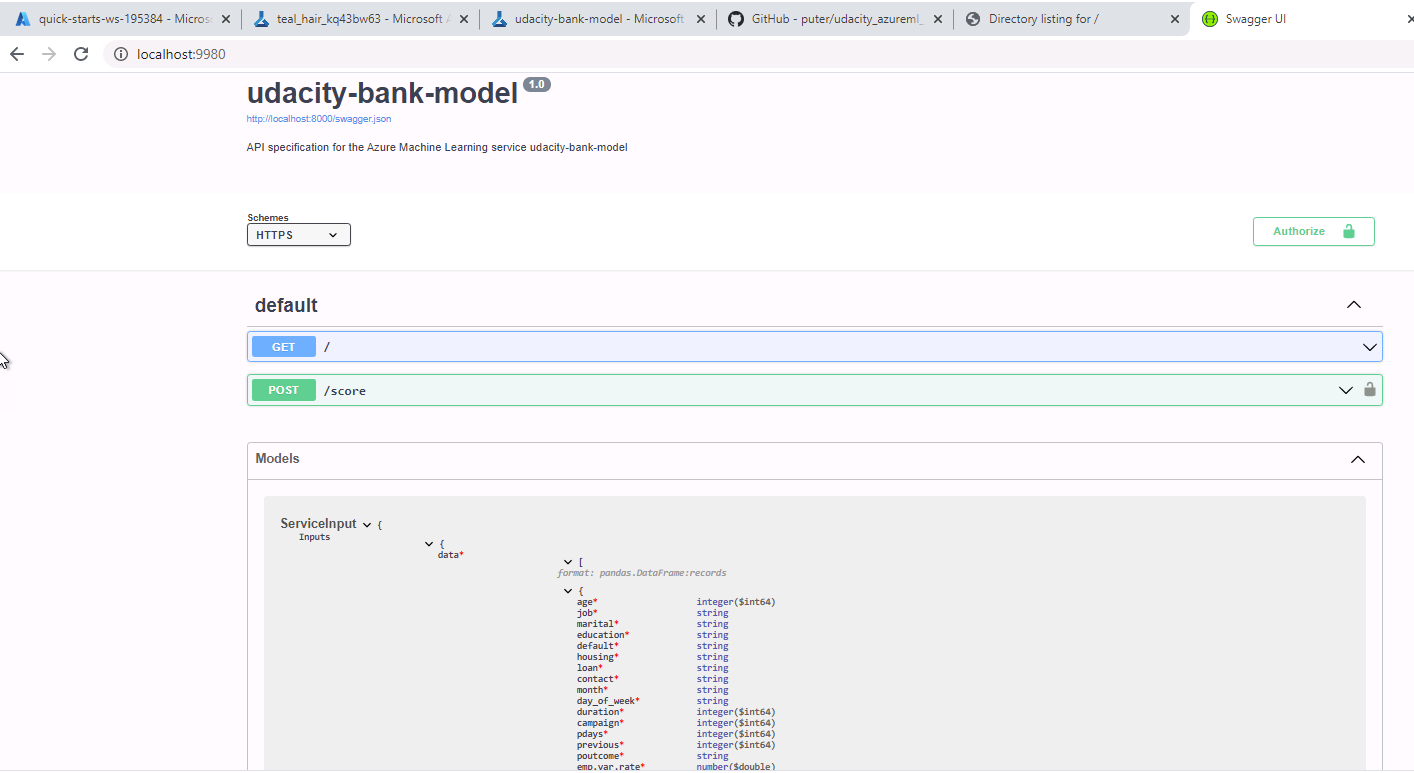 quick-starts-ws-195384 - Micros
teal_hair_kq43bw63 - Microsoft A
udacity-bank-model - Microsoft
GitHub - puter/udacity_azureml_
Directory listing for /
Swagger UI
localhost:9980
udacity-bank-model 1.0
http://localhost:8000/swagger.json
API specification for the Azure Machine Learning service udacity-bank-model
Schemes
HTTPS
Authorize
default
GET /
POST /score
Models
ServiceInput {
Inputs
{
data*
[
format: pandas.DataFrame:records
{
age* integer($int64)
job* string
marital* string
education* string
default* string
housing* string
loan* string
contact* string
month* string
day_of_week* string
duration* integer($int64)
campaign* integer($int64)
pdays* integer($int64)
previous* integer($int64)
poutcome* string
emp.var.rate* number($double)